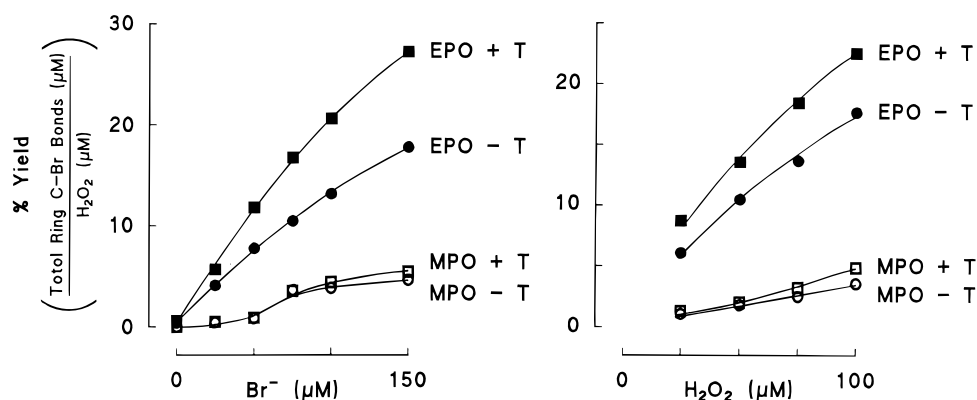 % Yield
(Totol Ring C–Br Bonds (µM)
H₂O₂ (µM))
30
20
10
0
EPO + T
EPO − T
MPO + T
MPO − T
0
150
Br⁻ (µM)
20
10
0
EPO + T
EPO − T
MPO + T
MPO − T
0
100
H₂O₂ (µM)